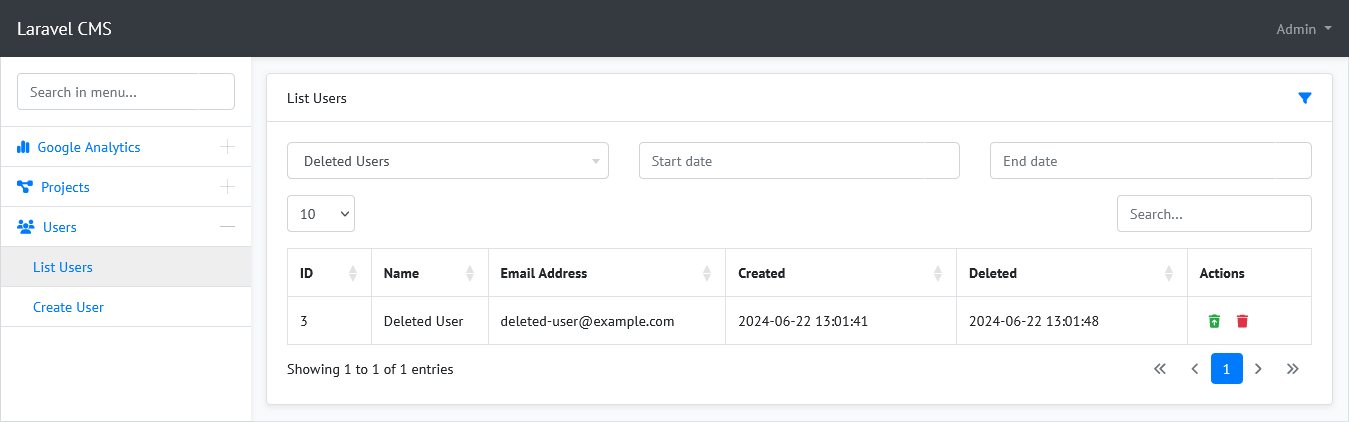 Laravel CMS
Admin
Search in menu...
Google Analytics
Projects
Users
List Users
Create User
List Users
Deleted Users
Start date
End date
10
Search...
ID Name Email Address Created Deleted Actions
3 Deleted User deleted-user@example.com 2024-06-22 13:01:41 2024-06-22 13:01:48
Showing 1 to 1 of 1 entries
1